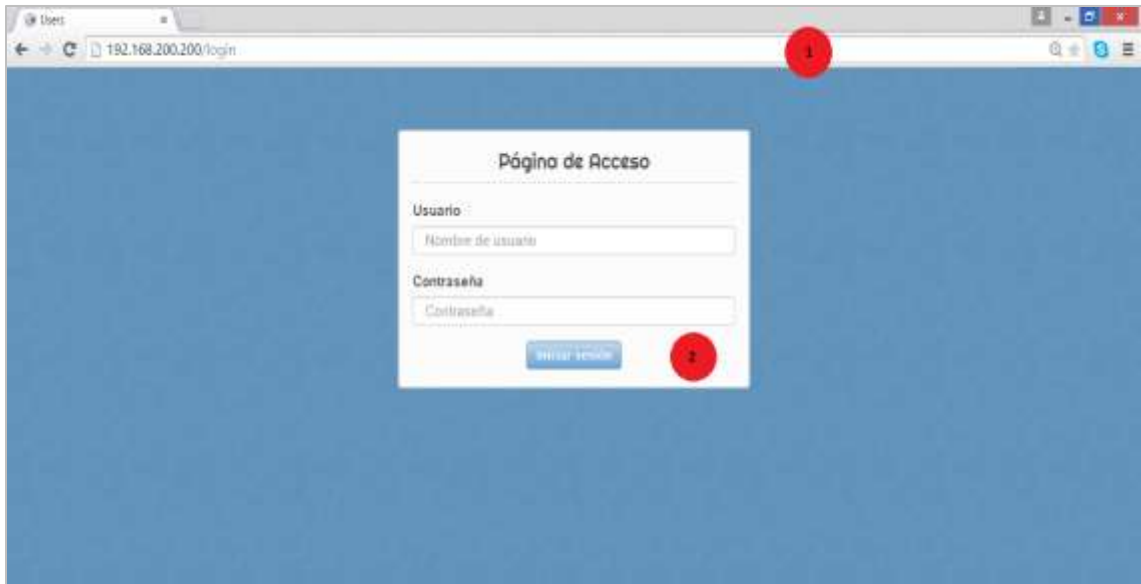 Users
192.168.200.200/login
1
Página de Acceso
Usuario
Nombre de usuario
Contraseña
Contraseña
Iniciar sesión
2